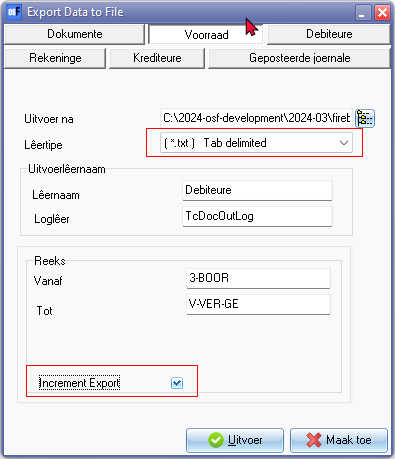 Export Data to File
Dokumente Voorraad Debiteure
Rekeninge Krediteure Geposteerde joernale
Uitvoer na C:\2024-osf-development\2024-03\firet
Lêertipe ( *.txt ) Tab delimited
Uitvoerlêernaam
Lêernaam Debiteure
Loglêer TcDocOutLog
Reeks
Vanaf 3-BOOR
Tot V-VER-GE
Increment Export
Uitvoer Maak toe